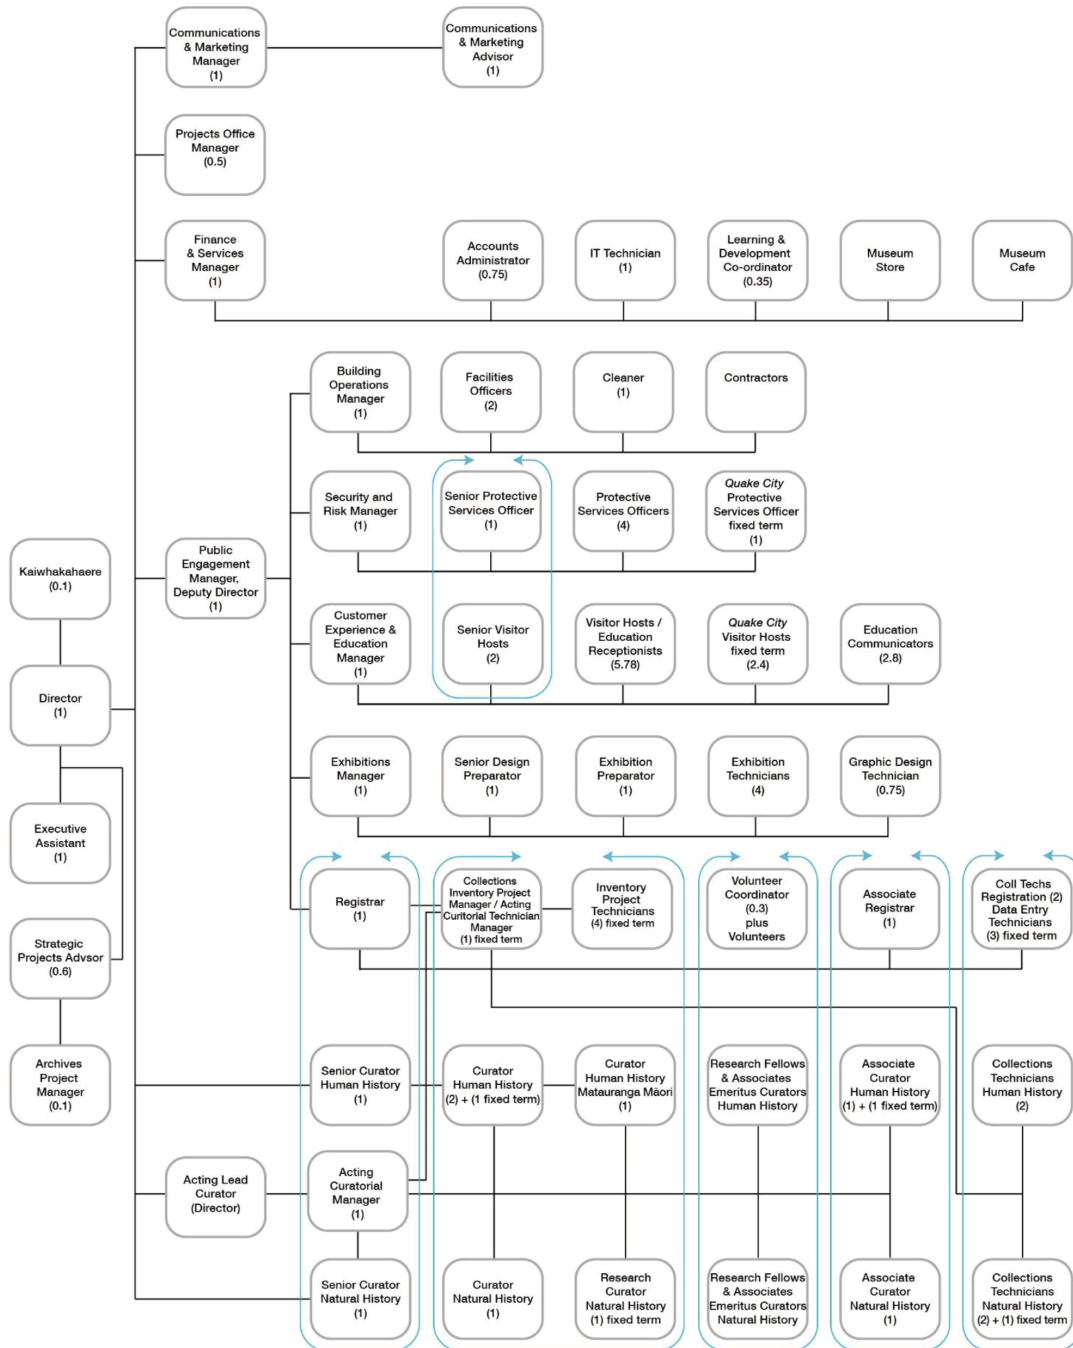 Communications
& Marketing
Manager
(1)
Communications
& Marketing
Advisor
(1)
Projects Office
Manager
(0.5)
Finance
& Services
Manager
(1)
Accounts
Administrator
(0.75)
IT Technician
(1)
Learning &
Development
Co-ordinator
(0.35)
Museum
Store
Museum
Cafe
Building
Operations
Manager
(1)
Facilities
Officers
(2)
Cleaner
(1)
Contractors
Security and
Risk Manager
(1)
Senior Protective
Services Officer
(1)
Protective
Services Officers
(4)
Quake City
Protective
Services Officer
fixed term
(1)
Kaiwhakahaere
(0.1)
Public
Engagement
Manager,
Deputy Director
(1)
Customer
Experience &
Education
Manager
(1)
Senior Visitor
Hosts
(2)
Visitor Hosts /
Education
Receptionists
(5.78)
Quake City
Visitor Hosts
fixed term
(2.4)
Education
Communicators
(2.8)
Director
(1)
Exhibitions
Manager
(1)
Senior Design
Preparator
(1)
Exhibition
Preparator
(1)
Exhibition
Technicians
(4)
Graphic Design
Technician
(0.75)
Executive
Assistant
(1)
Registrar
(1)
Collections
Inventory Project
Manager / Acting
Curitorial Technician
Manager
(1) fixed term
Inventory
Project
Technicians
(4) fixed term
Volunteer
Coordinator
(0.3)
plus
Volunteers
Associate
Registrar
(1)
Coll Techs
Registration (2)
Data Entry
Technicians
(3) fixed term
Strategic
Projects Advsor
(0.6)
Archives
Project
Manager
(0.1)
Senior Curator
Human History
(1)
Curator
Human History
(2) + (1 fixed term)
Curator
Human History
Matauranga Māori
(1)
Research Fellows
& Associates
Emeritus Curators
Human History
Associate
Curator
Human History
(1) + (1 fixed term)
Collections
Technicians
Human History
(2)
Acting Lead
Curator
(Director)
Acting
Curatorial
Manager
(1)
Senior Curator
Natural History
(1)
Curator
Natural History
(1)
Research
Curator
Natural History
(1) fixed term
Research Fellows
& Associates
Emeritus Curators
Natural History
Associate
Curator
Natural History
(1)
Collections
Technicians
Natural History
(2) + (1) fixed term